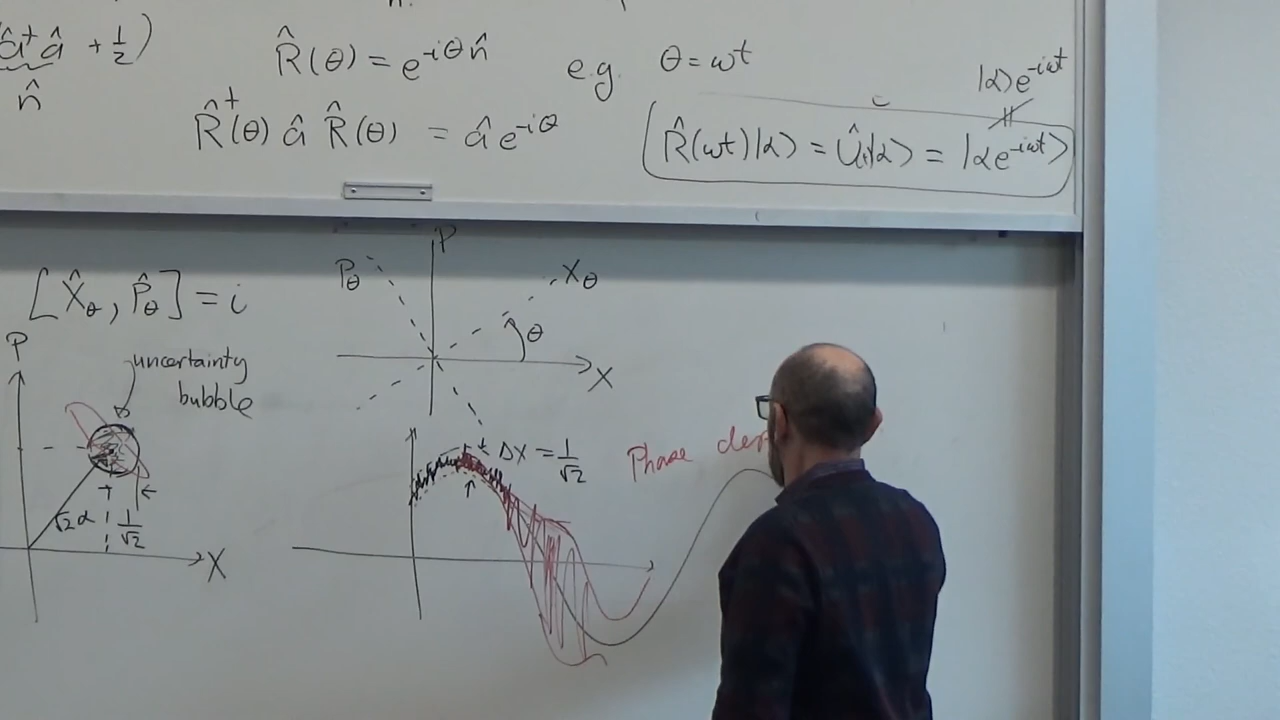 â†â + 1/2)
n̂
R̂(θ) = e^{-iθn̂}
e.g. θ = ωt
R̂†(θ) â R̂(θ) = â e^{-iθ}
|α⟩e^{-iωt}
R̂(ωt)|α⟩ = Û|α⟩ = |αe^{-iωt}⟩
[X̂_θ, P̂_θ] = i
P
uncertainty
bubble
√2α
1/√2
X
P
P_θ
X_θ
θ
X
ΔX = 1/√2
Phase